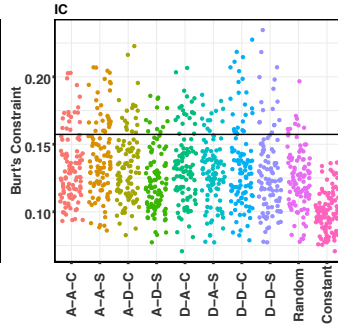 IC
Burt's Constraint
0.20
0.15
0.10
A−A−C
A−A−S
A−D−C
A−D−S
D−A−C
D−A−S
D−D−C
D−D−S
Random
Constant